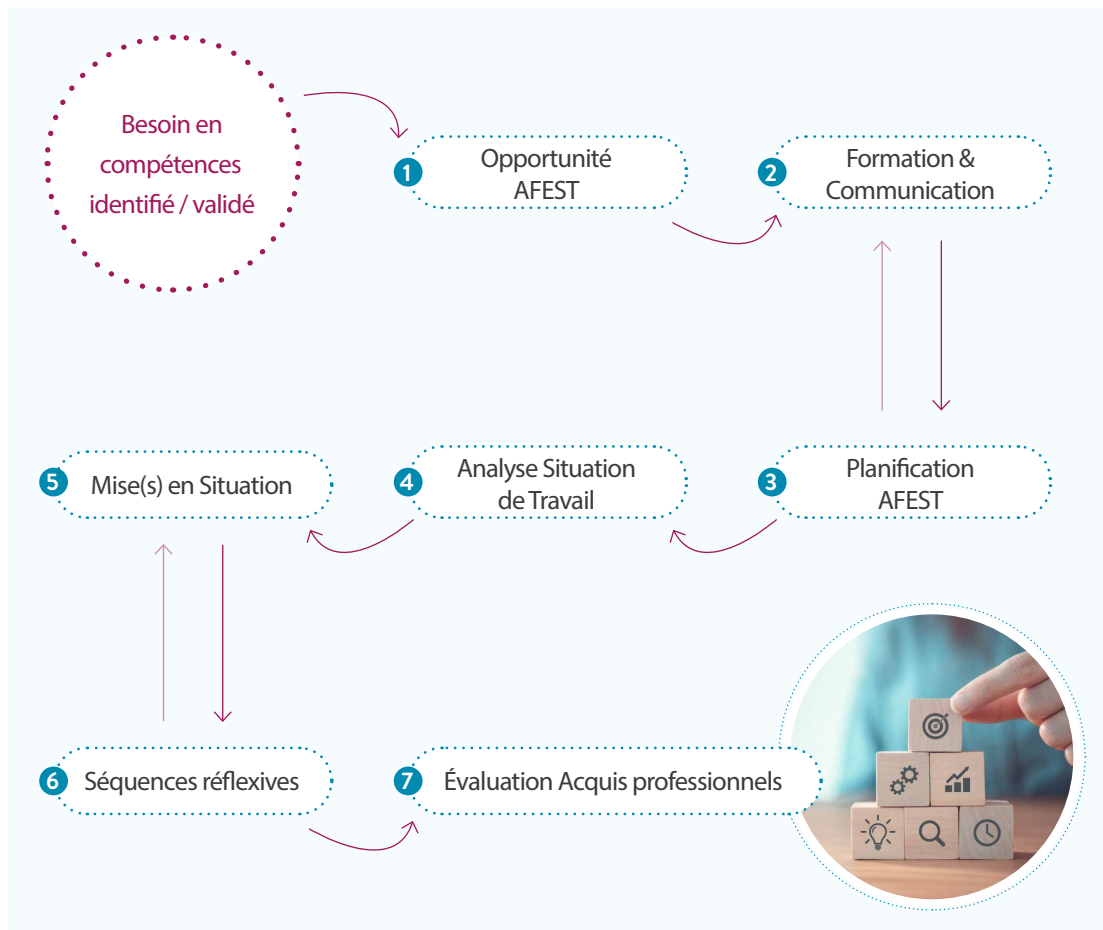 Besoin en
compétences
identifié / validé
1
Opportunité
AFEST
2
Formation &
Communication
3
Planification
AFEST
4
Analyse Situation
de Travail
5
Mise(s) en Situation
6
Séquences réflexives
7
Évaluation Acquis professionnels